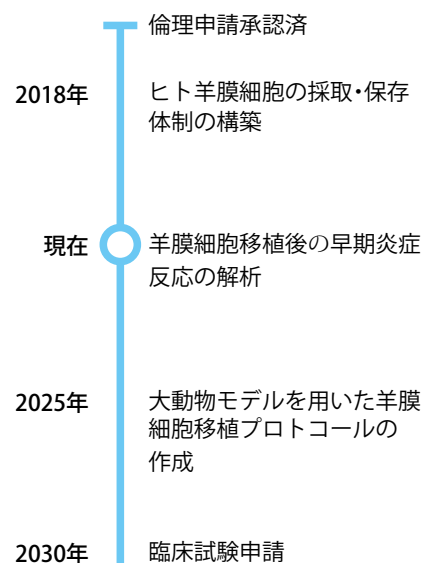 倫理申請承認済
2018年
ヒト羊膜細胞の採取・保存
体制の構築
現在
羊膜細胞移植後の早期炎症
反応の解析
2025年
大動物モデルを用いた羊膜
細胞移植プロトコールの
作成
2030年
臨床試験申請